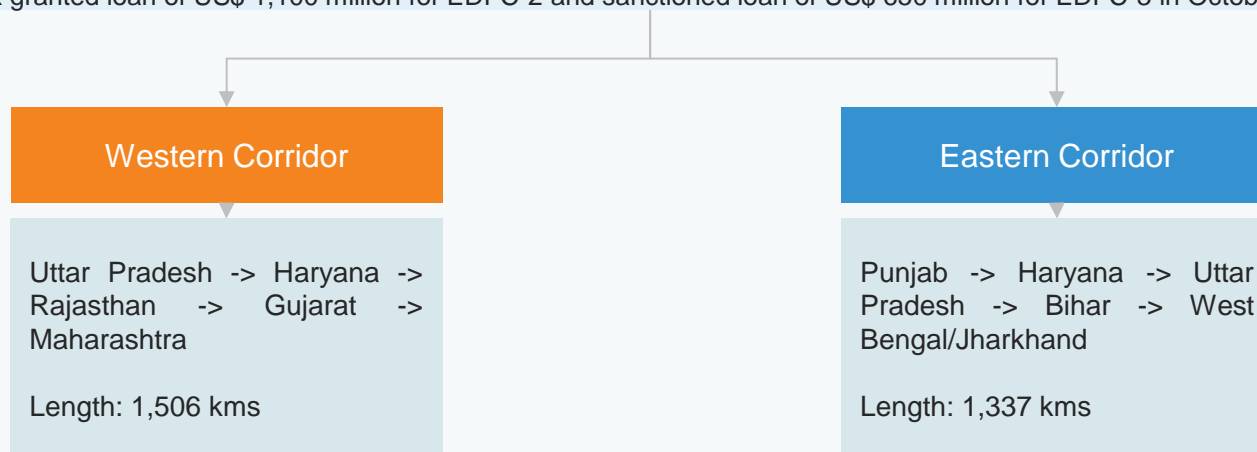 granted loan of US$ 1,100 million for EDFC-2 and sanctioned loan of US$ 650 million for EDFC-3 in
Western Corridor
Eastern Corridor
Uttar Pradesh -> Haryana ->
Rajasthan -> Gujarat ->
Maharashtra
Length: 1,506 kms
Punjab -> Haryana -> Uttar
Pradesh -> Bihar -> West
Bengal/Jharkhand
Length: 1,337 kms